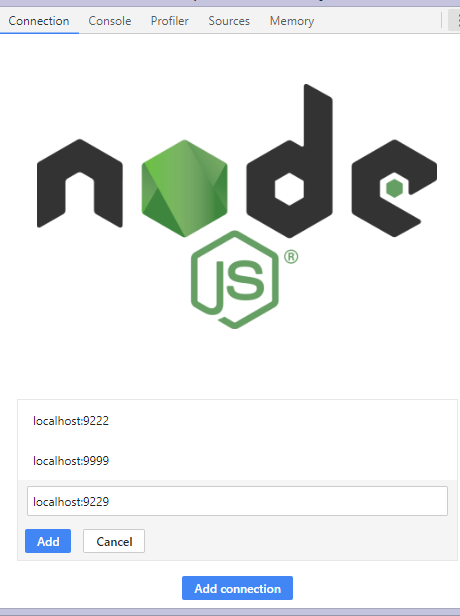 Connection Console Profiler Sources Memory
node
JS®
localhost:9222
localhost:9999
localhost:9229
Add Cancel
Add connection